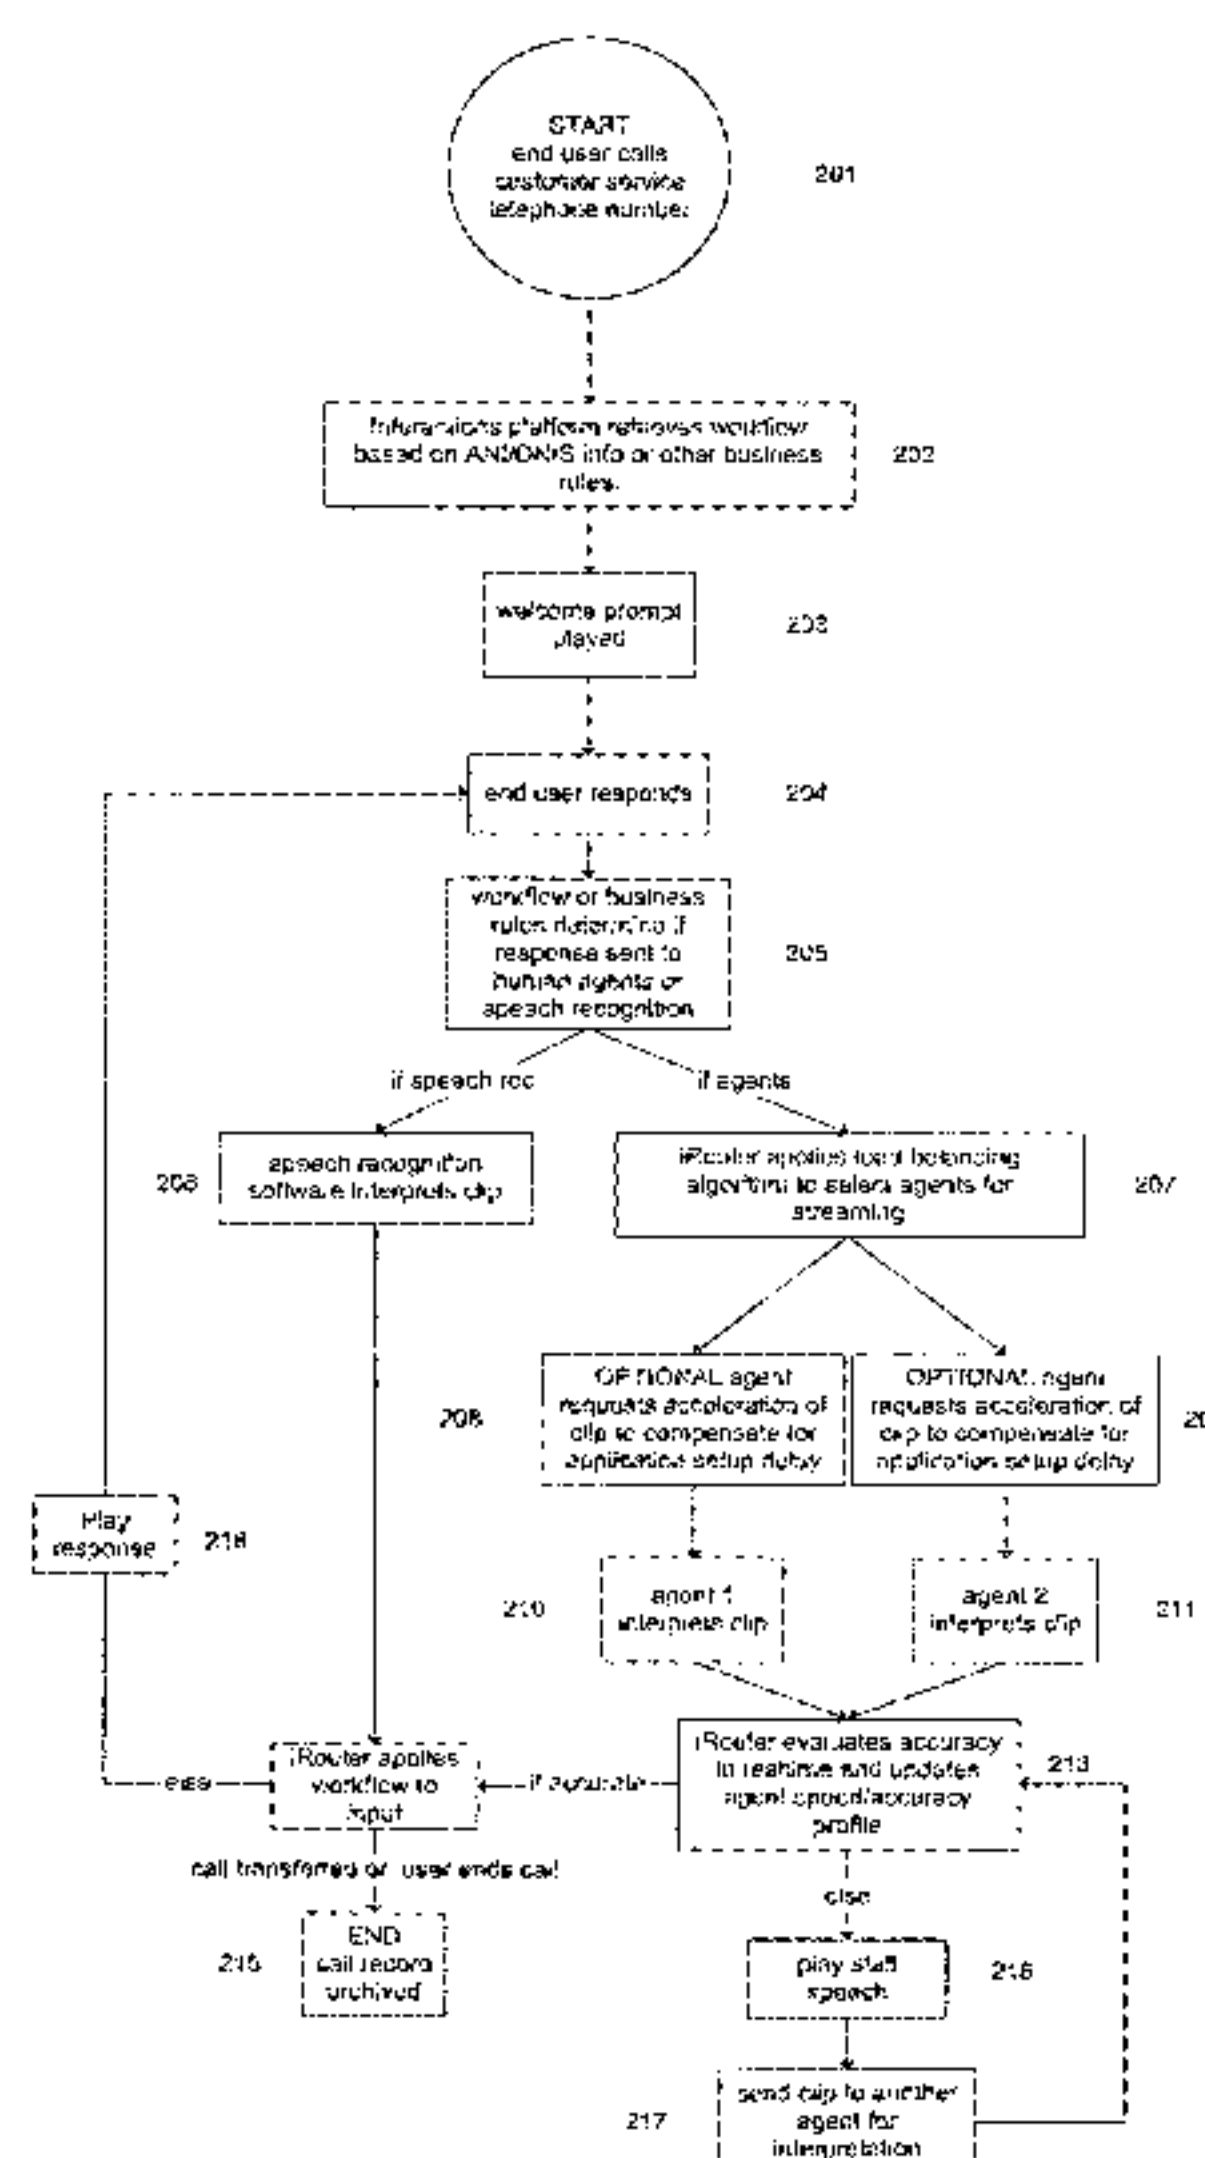 START
end user calls
customer service
telephone number
201
Interactions platform retrieves workflow
based on ANI/DNIS info or other business
rules.
202
welcome prompt
played
203
end user responds
204
workflow or business
rules determine if
response sent to
human agents or
speech recognition
205
if speech rec
if agents
speech recognition
software interprets clip
iRouter applies load balancing
algorithm to select agents for
streaming
207
OPTIONAL agent
requests acceleration of
clip to compensate for
application setup delay
208
OPTIONAL agent
requests acceleration of
clip to compensate for
application setup delay
20
Play
response
agent 1
interprets clip
210
agent 2
interprets clip
211
iRouter evaluates accuracy
in realtime and updates
agent speed/accuracy
profile
213
if accurate
iRouter applies
workflow to
input
else
call transferred or user ends call
END
call record
archived
215
else
play stall
speech
216
send clip to another
agent for
interpretation
217